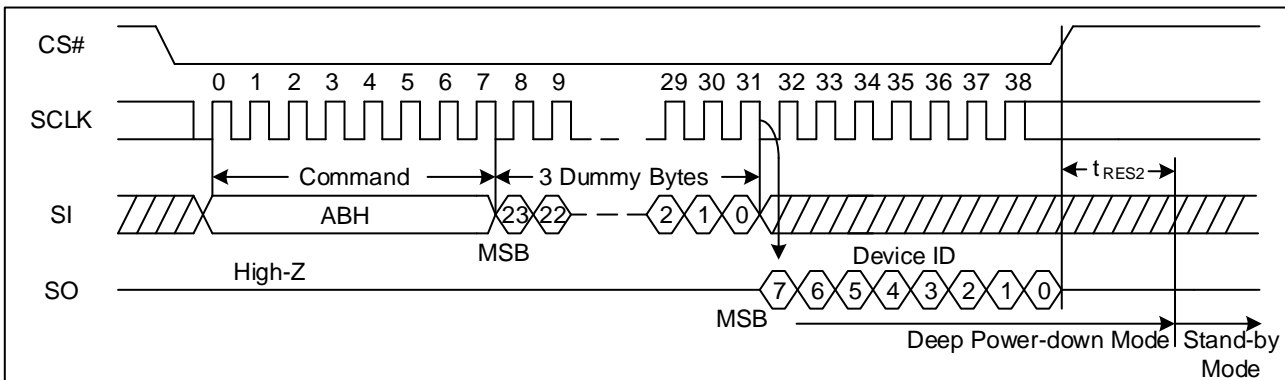 CS#
0 1 2 3 4 5 6 7 8 9 29 30 31 32 33 34 35 36 37 38
SCLK
Command 3 Dummy Bytes tRES2
SI ABH 23 22 2 1 0
MSB
High-Z Device ID
SO 7 6 5 4 3 2 1 0
MSB
Deep Power-down Mode Stand-by
Mode